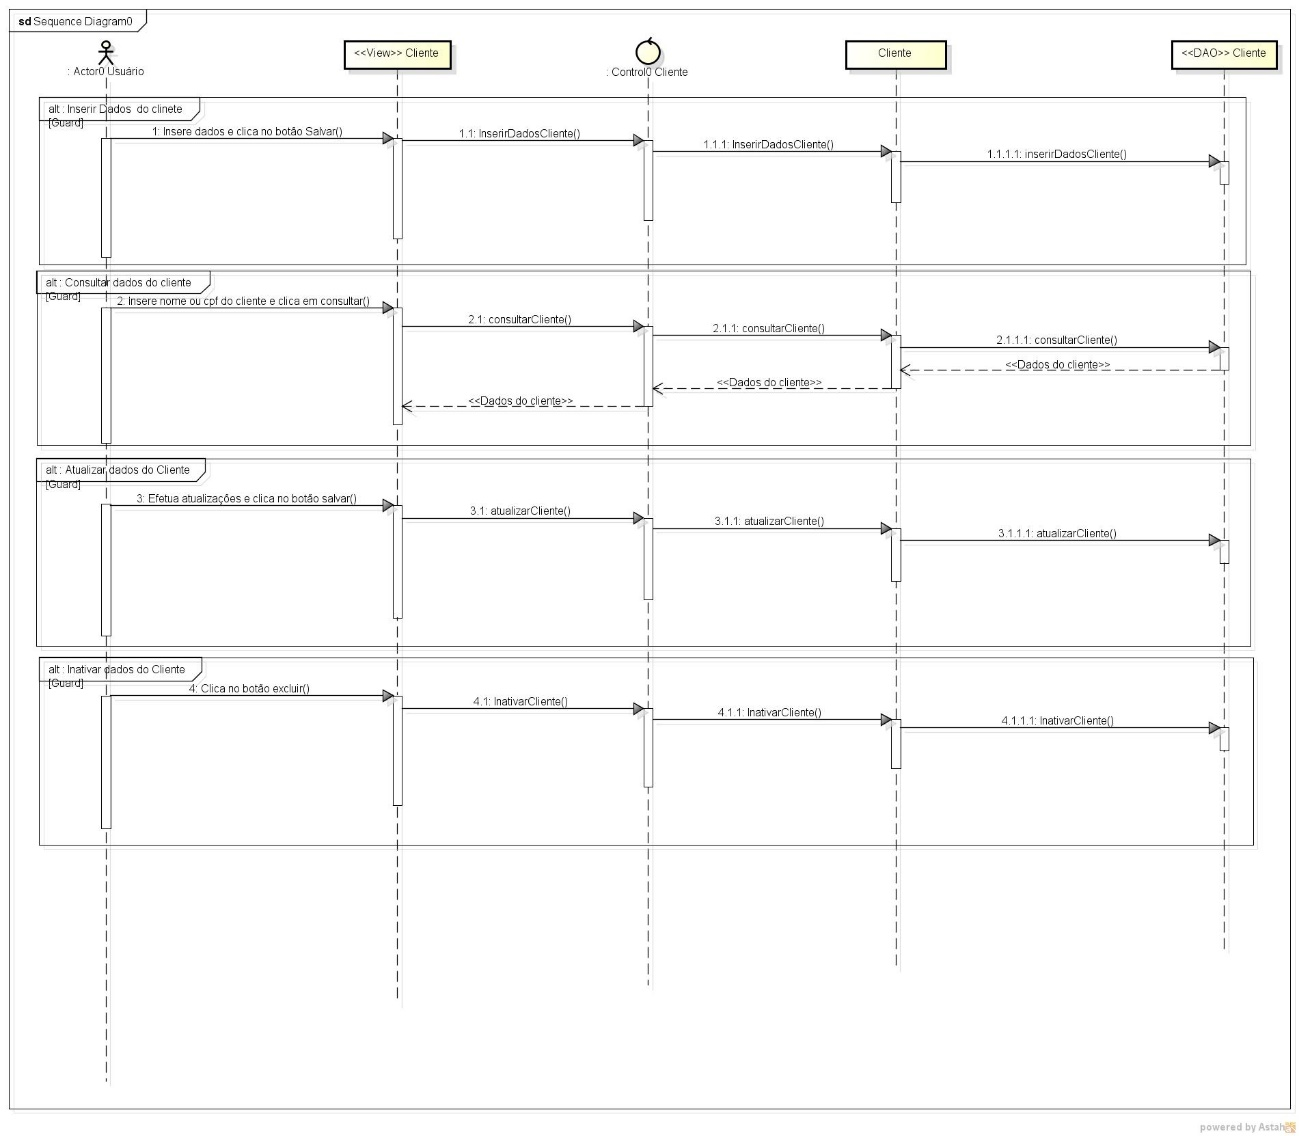 sd Sequence Diagram0
<<View>> Cliente
Cliente
<<DAO>> Cliente
: Actor0 Usuário
: Control0 Cliente
alt : Inserir Dados do clinete
[Guard]
1: Insere dados e clica no botão Salvar()
1.1: InserirDadosCliente()
1.1.1: InserirDadosCliente()
1.1.1.1: inserirDadosCliente()
alt : Consultar dados do cliente
[Guard]
2: Insere nome ou cpf do cliente e clica em consultar()
2.1: consultarCliente()
2.1.1: consultarCliente()
2.1.1.1: consultarCliente()
<<Dados do cliente>>
<<Dados do cliente>>
<<Dados do cliente>>
alt : Atualizar dados do Cliente
[Guard]
3: Efetua atualizações e clica no botão salvar()
3.1: atualizarCliente()
3.1.1: atualizarCliente()
3.1.1.1: atualizarCliente()
alt : Inativar dados do Cliente
[Guard]
4: Clica no botão excluir()
4.1: InativarCliente()
4.1.1: InativarCliente()
4.1.1.1: InativarCliente()
powered by Astah